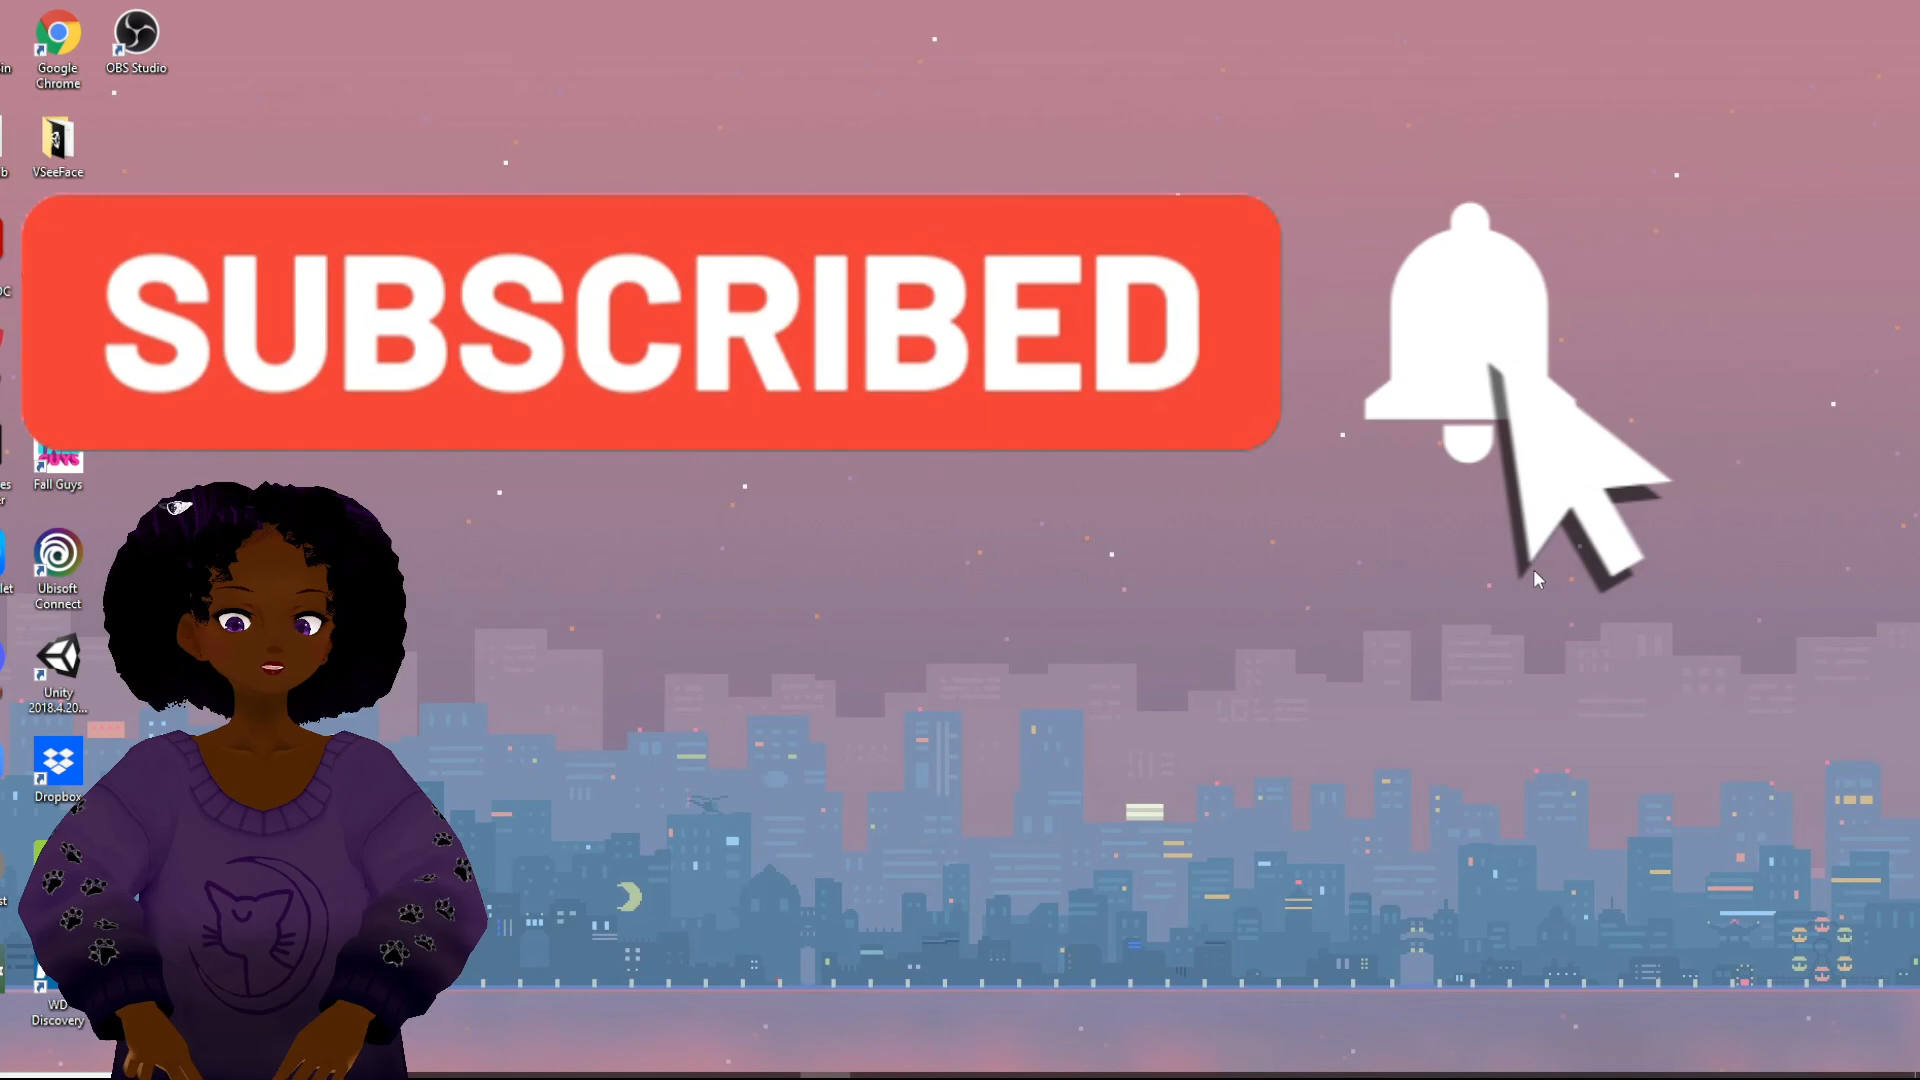 Google
Chrome
OBS Studio
VSeeFace
SUBSCRIBED
Fall Guys
Ubisoft
Connect
Unity
2018.4.20...
Dropbox
WD
Discovery